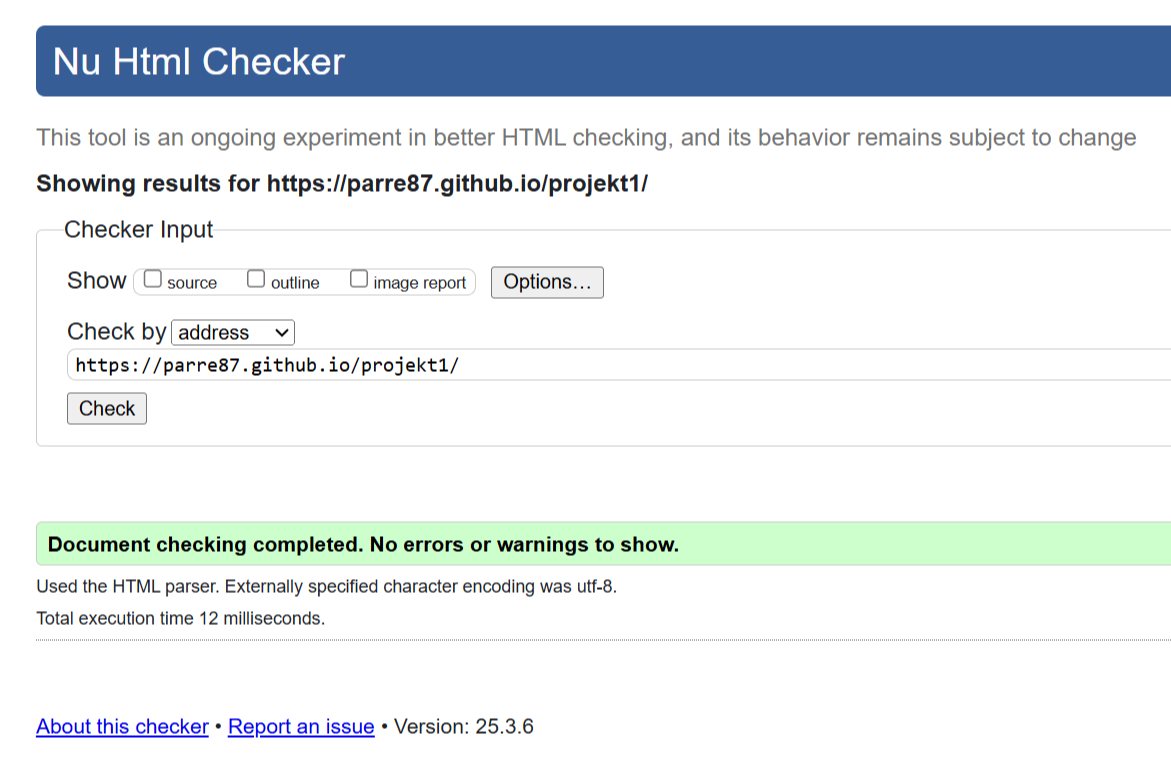 Nu Html Checker
This tool is an ongoing experiment in better HTML checking, and its behavior remains subject to change
Showing results for https://parre87.github.io/projekt1/
Checker Input
Show source outline image report Options...
Check by address
https://parre87.github.io/projekt1/
Check
Document checking completed. No errors or warnings to show.
Used the HTML parser. Externally specified character encoding was utf-8.
Total execution time 12 milliseconds.
About this checker • Report an issue • Version: 25.3.6